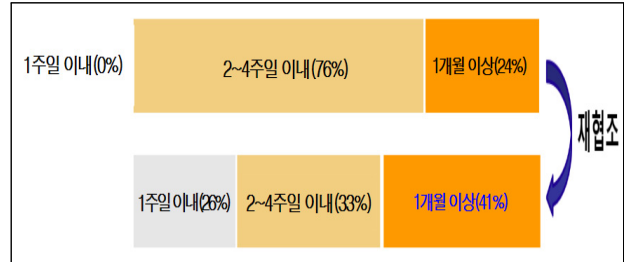 1주일 이내(0%) 2~4주일 이내(76%) 1개월 이상(24%)
재협조
1주일 이내(26%) 2~4주일 이내(33%) 1개월 이상(41%)